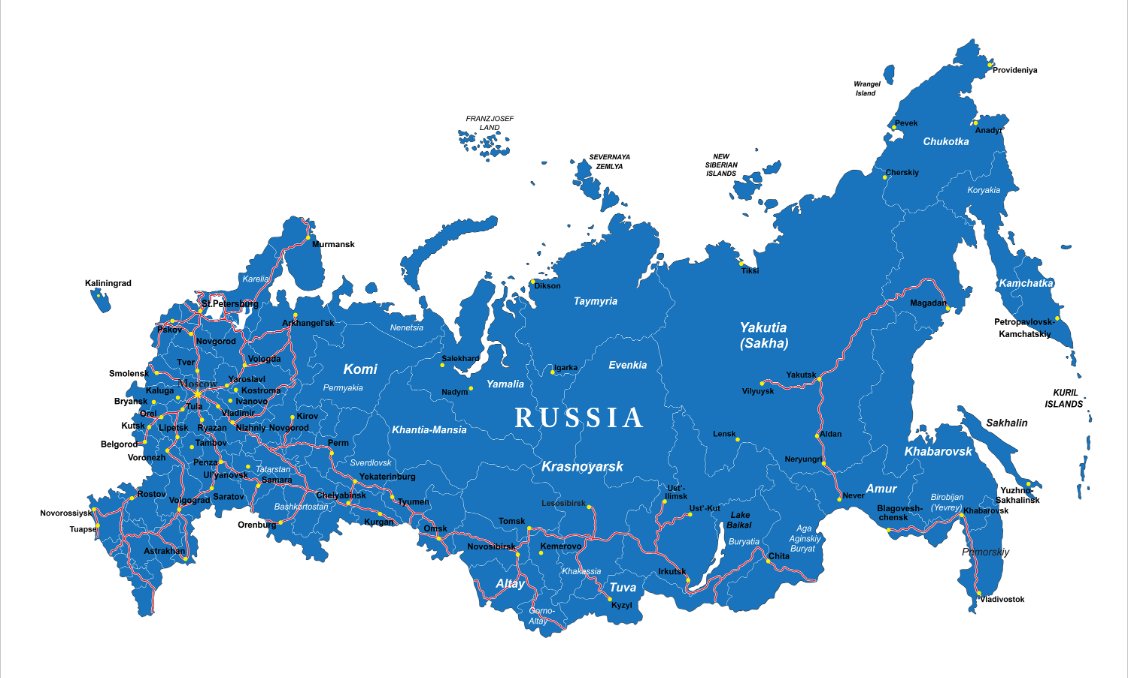 Provideniya
Wrangel
Island
FRANZJOSEF
LAND
Pevek
Anadyr
Chukotka
SEVERNAYA
ZEMLYA
NEW
SIBERIAN
ISLANDS
Cherskiy
Koryakia
Murmansk
Tiksi
Karelia
Kaliningrad
Dikson
Kamchatka
Taymyria
St.Petersburg
Magadan
Arkhangel'sk
Nenetsia
Petropavlovsk-
Kamchatskiy
Pskov
Novgorod
Yakutia
(Sakha)
Tver
Vologda
Salekhard
Igarka
Evenkia
Komi
Smolensk
Moscow
Yaroslavl
Yakutsk
Permyakia
Nadym
Yamalia
Kaluga
Kostroma
Vilyuysk
Bryansk
Ivanovo
KURIL
ISLANDS
Tula
Orel
Vladimir
Kirov
RUSSIA
Sakhalin
Kutsk
Lipetsk
Ryazan
Nizhniy Novgorod
Khantia-Mansia
Lensk
Aldan
Belgorod
Tambov
Perm
Khabarovsk
Voronezh
Penza
Sverdlovsk
Krasnoyarsk
Neryungri
Tatarstan
Ul'yanovsk
Samara
Yekaterinburg
Ust'-
Ilimsk
Amur
Yuzhno-
Sakhalinsk
Rostov
Volgograd
Saratov
Chelyabinsk
Tyumen
Lesosibirsk
Never
Birobijan
(Yevrey)
Bashkortostan
Novorossiysk
Ust'-Kut
Blagovesh-
chensk
Khabarovsk
Tuapse
Orenburg
Kurgan
Omsk
Tomsk
Lake
Baikal
Aga
Aginskiy
Buryat
Buryatia
Astrakhan
Novosibirsk
Kemerovo
Primorskiy
Chita
Khakassia
Irkutsk
Altay
Tuva
Kyzyl
Vladivostok
Gorno-
Altay